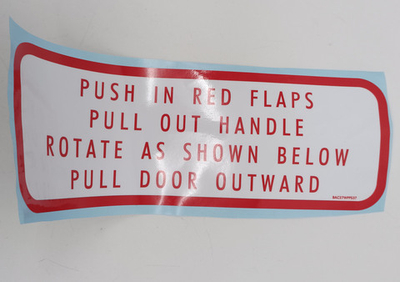 PUSH IN RED FLAPS
PULL OUT HANDLE
ROTATE AS SHOWN BELOW
PULL DOOR OUTWARD